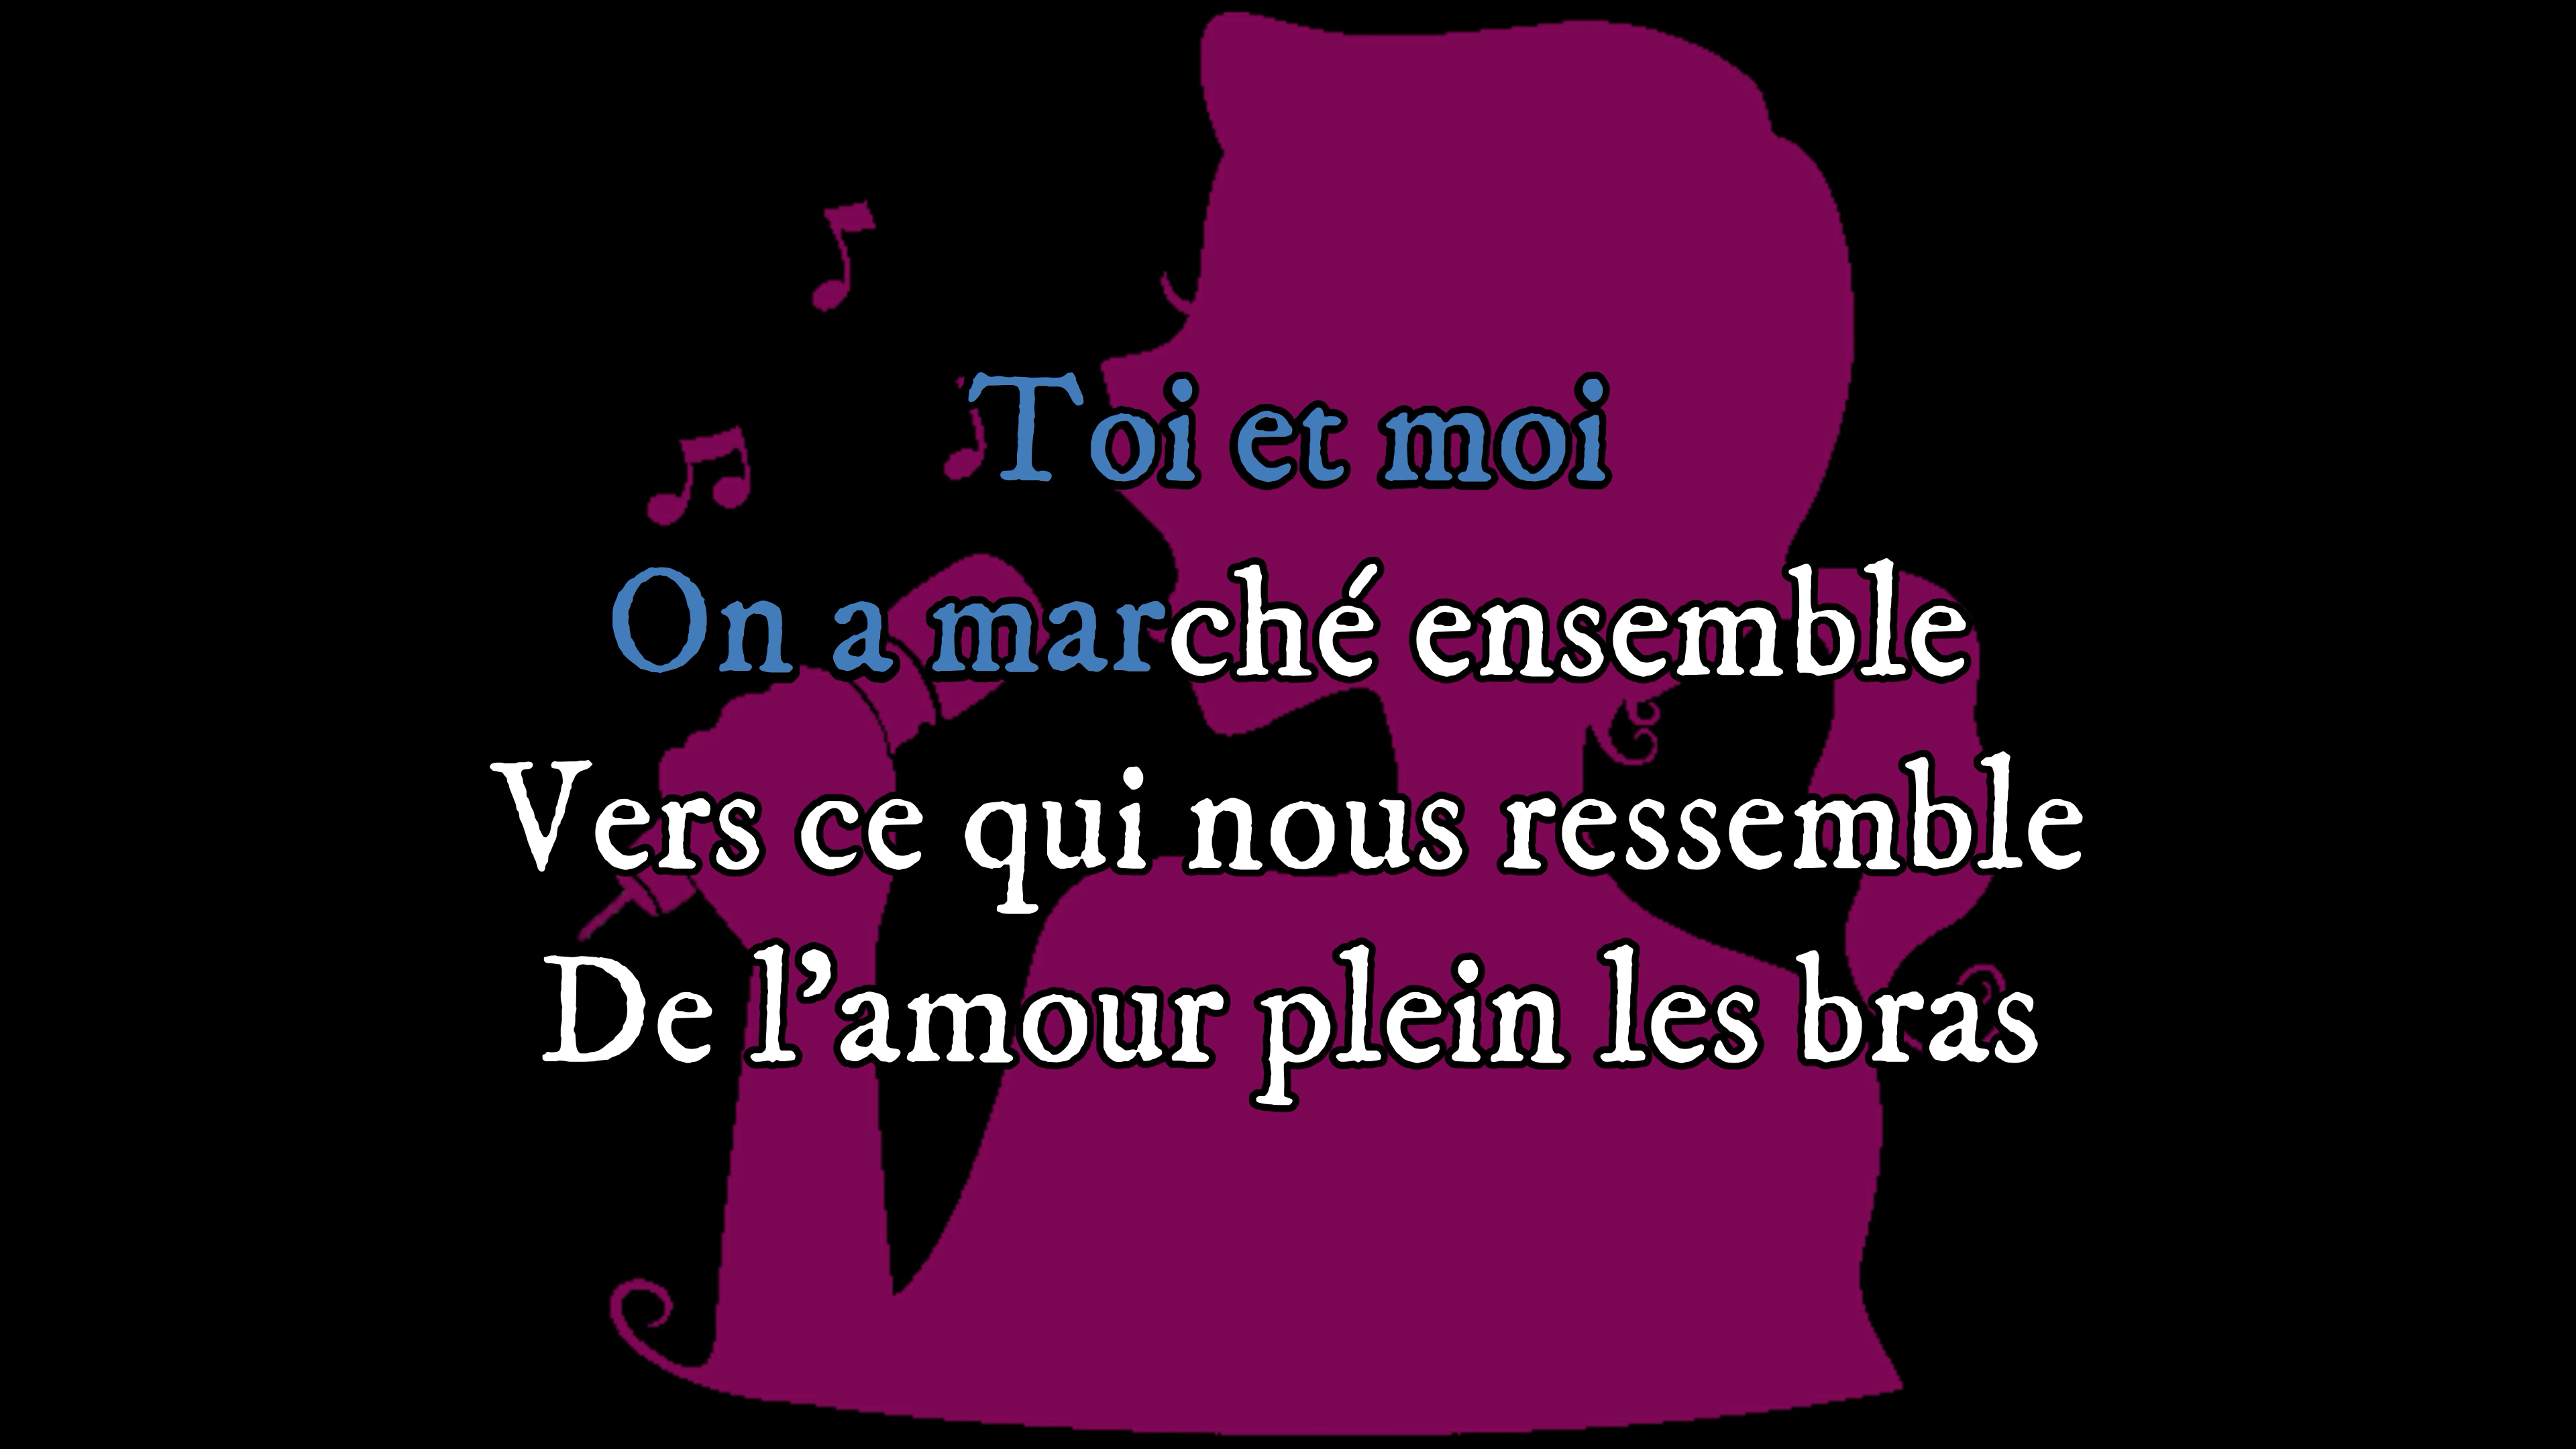 Toi et moi
On a marché ensemble
Vers ce qui nous ressemble
De l’amour plein les bras